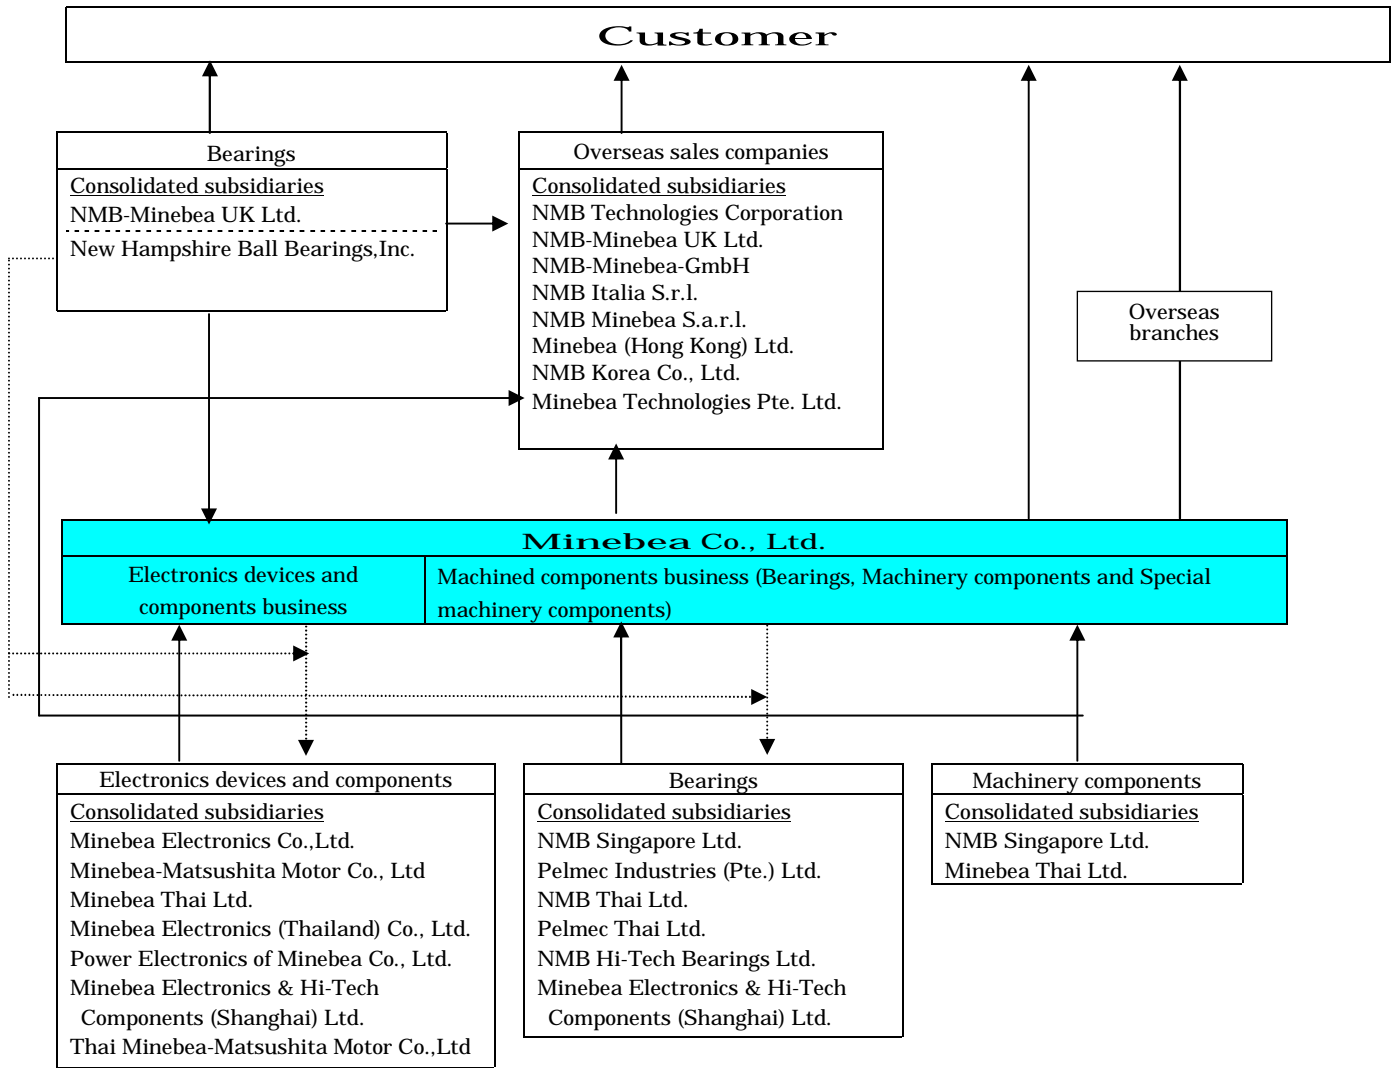 Customer
Bearings
Consolidated subsidiaries
NMB-Minebea UK Ltd.
New Hampshire Ball Bearings,Inc.
Overseas sales companies
Consolidated subsidiaries
NMB Technologies Corporation
NMB-Minebea UK Ltd.
NMB-Minebea-GmbH
NMB Italia S.r.l.
NMB Minebea S.a.r.l.
Minebea (Hong Kong) Ltd.
NMB Korea Co., Ltd.
Minebea Technologies Pte. Ltd.
Overseas
branches
Minebea Co., Ltd.
Electronics devices and
components business
Machined components business (Bearings, Machinery components and Special
machinery components)
Electronics devices and components
Consolidated subsidiaries
Minebea Electronics Co.,Ltd.
Minebea-Matsushita Motor Co., Ltd
Minebea Thai Ltd.
Minebea Electronics (Thailand) Co., Ltd.
Power Electronics of Minebea Co., Ltd.
Minebea Electronics & Hi-Tech
Components (Shanghai) Ltd.
Thai Minebea-Matsushita Motor Co.,Ltd
Bearings
Consolidated subsidiaries
NMB Singapore Ltd.
Pelmec Industries (Pte.) Ltd.
NMB Thai Ltd.
Pelmec Thai Ltd.
NMB Hi-Tech Bearings Ltd.
Minebea Electronics & Hi-Tech
Components (Shanghai) Ltd.
Machinery components
Consolidated subsidiaries
NMB Singapore Ltd.
Minebea Thai Ltd.